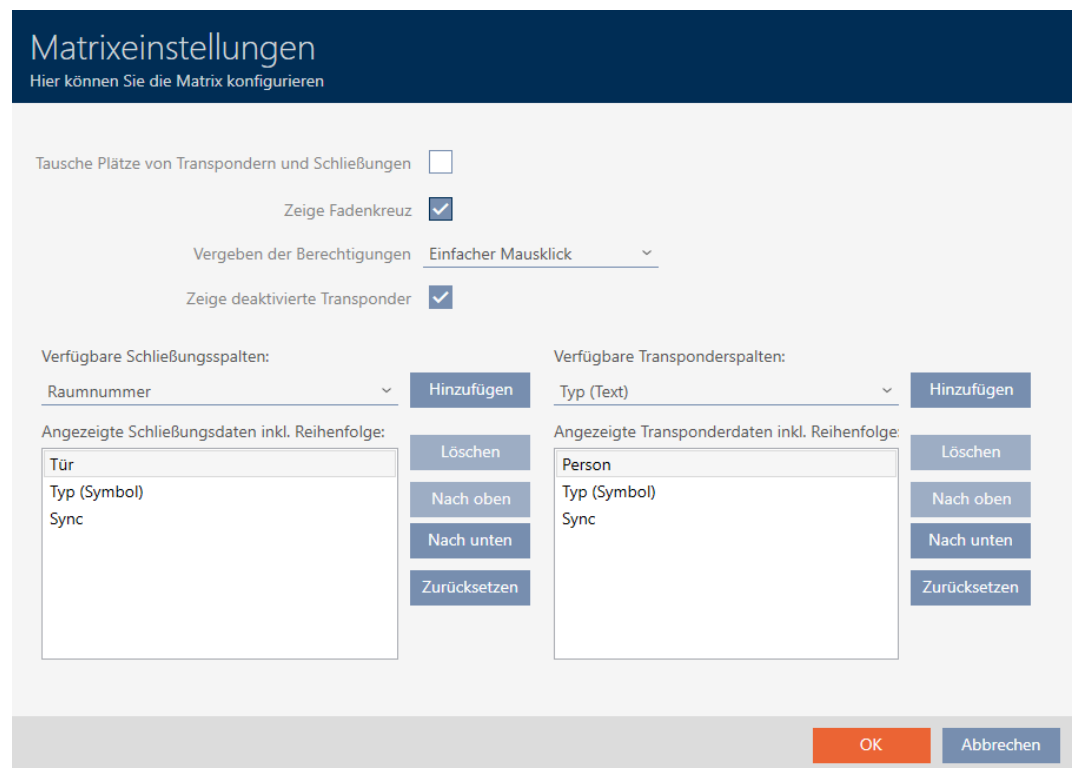 Matrixeinstellungen
Hier können Sie die Matrix konfigurieren
Tausche Plätze von Transpondern und Schließungen
Zeige Fadenkreuz
Vergeben der Berechtigungen Einfacher Mausklick
Zeige deaktivierte Transponder
Verfügbare Schließungsspalten:
Raumnummer
Hinzufügen
Angezeigte Schließungsdaten inkl. Reihenfolge:
Tür
Typ (Symbol)
Sync
Löschen
Nach oben
Nach unten
Zurücksetzen
Verfügbare Transponderspalten:
Typ (Text)
Hinzufügen
Angezeigte Transponderdaten inkl. Reihenfolge:
Person
Typ (Symbol)
Sync
Löschen
Nach oben
Nach unten
Zurücksetzen
OK
Abbrechen